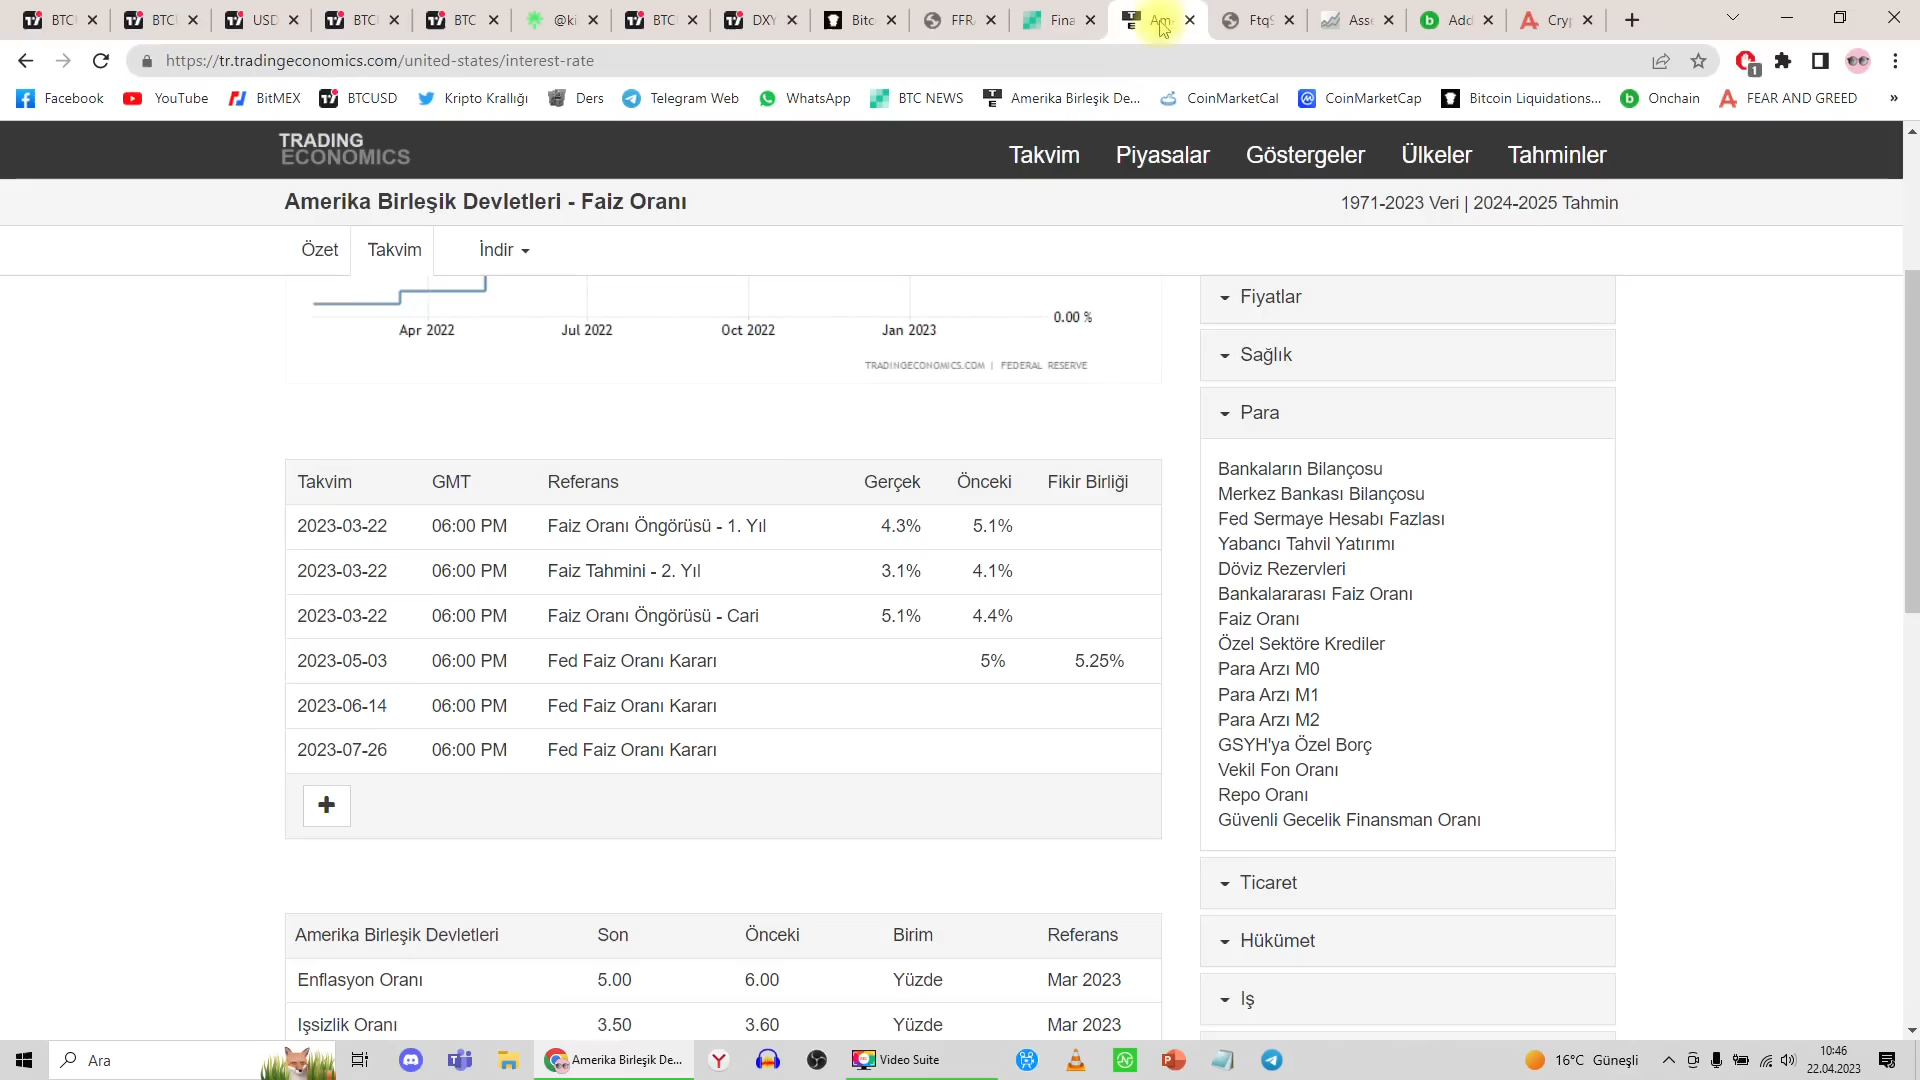 BTC
BTC
USD
BTC
BTC
@ki
BTC
DXY
Bitc
FFR
Fina
Am
Ftq
Ass
Add
Cry
https://tr.tradingeconomics.com/united-states/interest-rate
1
Facebook
YouTube
BitMEX
BTCUSD
Kripto Krallığı
Ders
Telegram Web
WhatsApp
BTC NEWS
Amerika Birleşik De...
CoinMarketCal
CoinMarketCap
Bitcoin Liquidations...
Onchain
FEAR AND GREED
»
TRADING
ECONOMICS
Takvim
Piyasalar
Göstergeler
Ülkeler
Tahminler
Amerika Birleşik Devletleri - Faiz Oranı
1971-2023 Veri | 2024-2025 Tahmin
Özet
Takvim
İndir
0.00 %
Apr 2022
Jul 2022
Oct 2022
Jan 2023
TRADINGECONOMICS.COM | FEDERAL RESERVE
Takvim GMT Referans Gerçek Önceki Fikir Birliği
2023-03-22 06:00 PM Faiz Oranı Öngörüsü - 1. Yıl 4.3% 5.1%
2023-03-22 06:00 PM Faiz Tahmini - 2. Yıl 3.1% 4.1%
2023-03-22 06:00 PM Faiz Oranı Öngörüsü - Cari 5.1% 4.4%
2023-05-03 06:00 PM Fed Faiz Oranı Kararı 5% 5.25%
2023-06-14 06:00 PM Fed Faiz Oranı Kararı
2023-07-26 06:00 PM Fed Faiz Oranı Kararı
+
Amerika Birleşik Devletleri Son Önceki Birim Referans
Enflasyon Oranı 5.00 6.00 Yüzde Mar 2023
Işsizlik Oranı 3.50 3.60 Yüzde Mar 2023
Fiyatlar
Sağlık
Para
Bankaların Bilançosu
Merkez Bankası Bilançosu
Fed Sermaye Hesabı Fazlası
Yabancı Tahvil Yatırımı
Döviz Rezervleri
Bankalararası Faiz Oranı
Faiz Oranı
Özel Sektöre Krediler
Para Arzı M0
Para Arzı M1
Para Arzı M2
GSYH'ya Özel Borç
Vekil Fon Oranı
Repo Oranı
Güvenli Gecelik Finansman Oranı
Ticaret
Hükümet
Iş
Ara
Amerika Birleşik De...
Video Suite
16°C Güneşli
10:46
22.04.2023